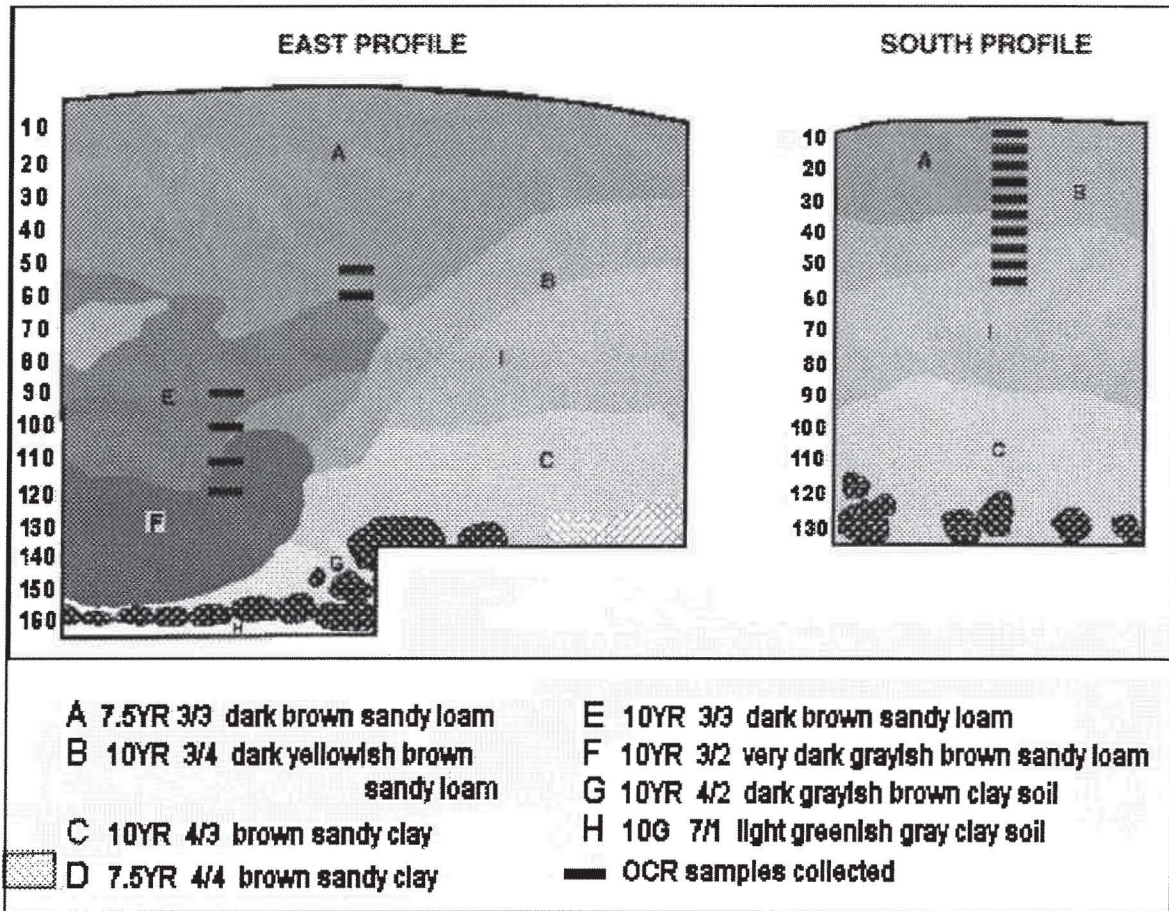 EAST PROFILE
SOUTH PROFILE
10
20
30
40
50
60
70
80
90
100
110
120
130
140
150
160
A
B
I
E
C
F
G
H
10
20
30
40
50
60
70
80
90
100
110
120
130
A
B
I
C
A 7.5YR 3/3 dark brown sandy loam
B 10YR 3/4 dark yellowish brown
sandy loam
C 10YR 4/3 brown sandy clay
D 7.5YR 4/4 brown sandy clay
E 10YR 3/3 dark brown sandy loam
F 10YR 3/2 very dark grayish brown sandy loam
G 10YR 4/2 dark grayish brown clay soil
H 10G 7/1 light greenish gray clay soil
OCR samples collected